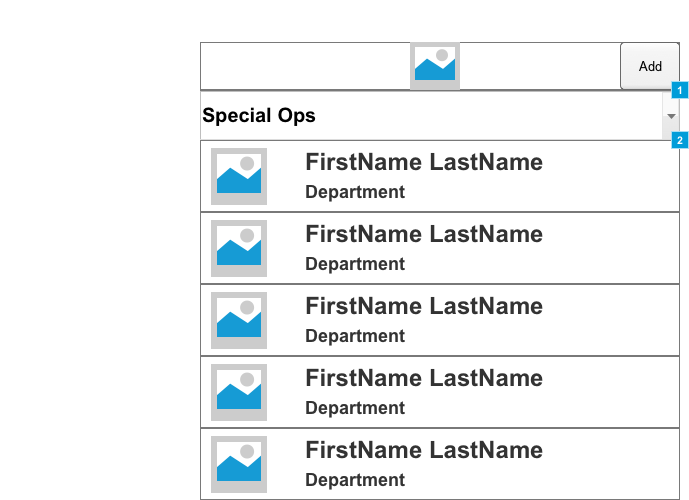 Add
1
Special Ops
2
FirstName LastName
Department
FirstName LastName
Department
FirstName LastName
Department
FirstName LastName
Department
FirstName LastName
Department